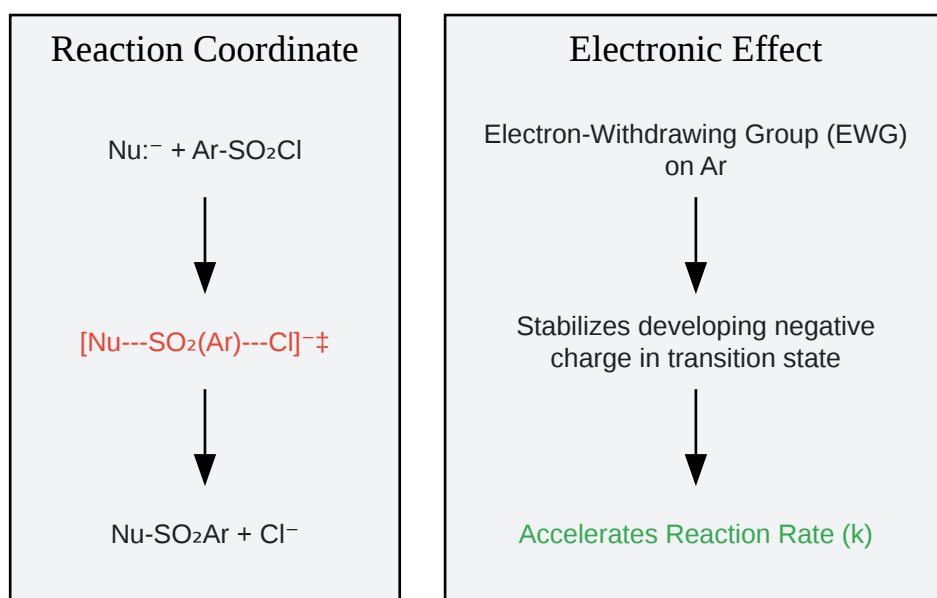 Reaction Coordinate
Nu:⁻ + Ar-SO₂Cl
[Nu---SO₂(Ar)---Cl]⁻‡
Nu-SO₂Ar + Cl⁻
Electronic Effect
Electron-Withdrawing Group (EWG)
on Ar
Stabilizes developing negative
charge in transition state
Accelerates Reaction Rate (k)